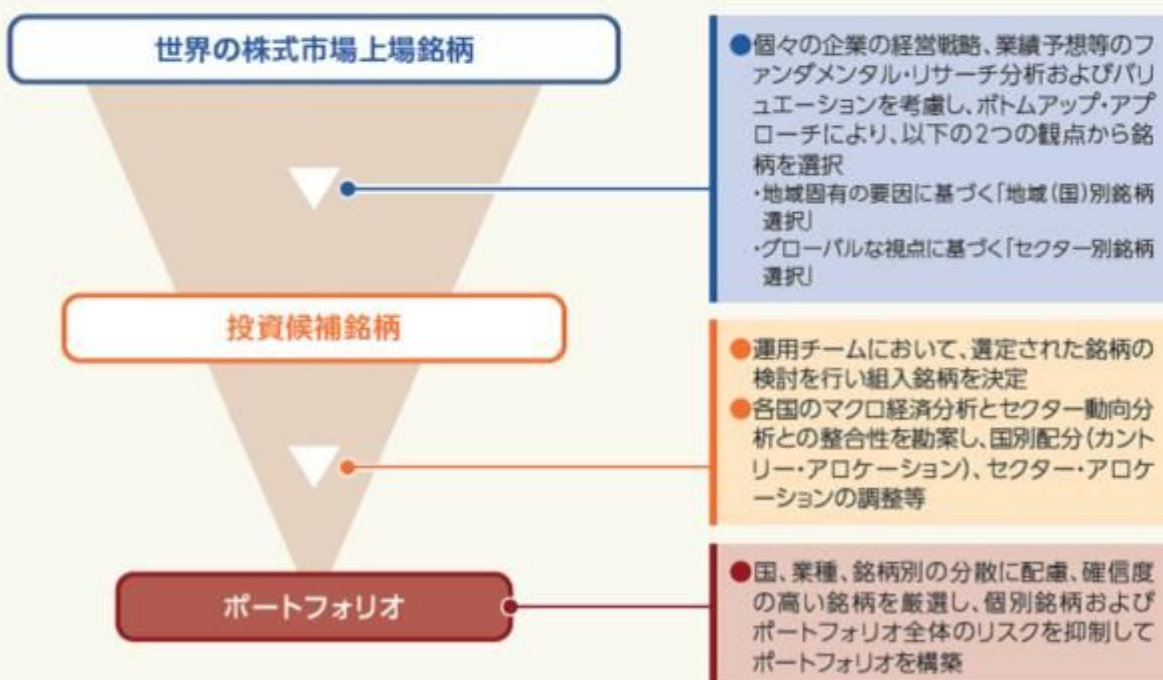 世界の株式市場上場銘柄
●個々の企業の経営戦略、業績予想等のフ
ァンダメンタル・リサーチ分析およびバリ
ュエーションを考慮し、ボトムアップ・アプ
ローチにより、以下の2つの観点から銘
柄を選択
・地域固有の要因に基づく「地域(国)別銘柄
選択」
・グローバルな視点に基づく「セクター別銘柄
選択」
投資候補銘柄
●運用チームにおいて、選定された銘柄の
検討を行い組入銘柄を決定
●各国のマクロ経済分析とセクター動向分
析との整合性を勘案し、国別配分(カント
リー・アロケーション)、セクター・アロケ
ーションの調整等
ポートフォリオ
●国、業種、銘柄別の分散に配慮、確信度
の高い銘柄を厳選し、個別銘柄および
ポートフォリオ全体のリスクを抑制して
ポートフォリオを構築